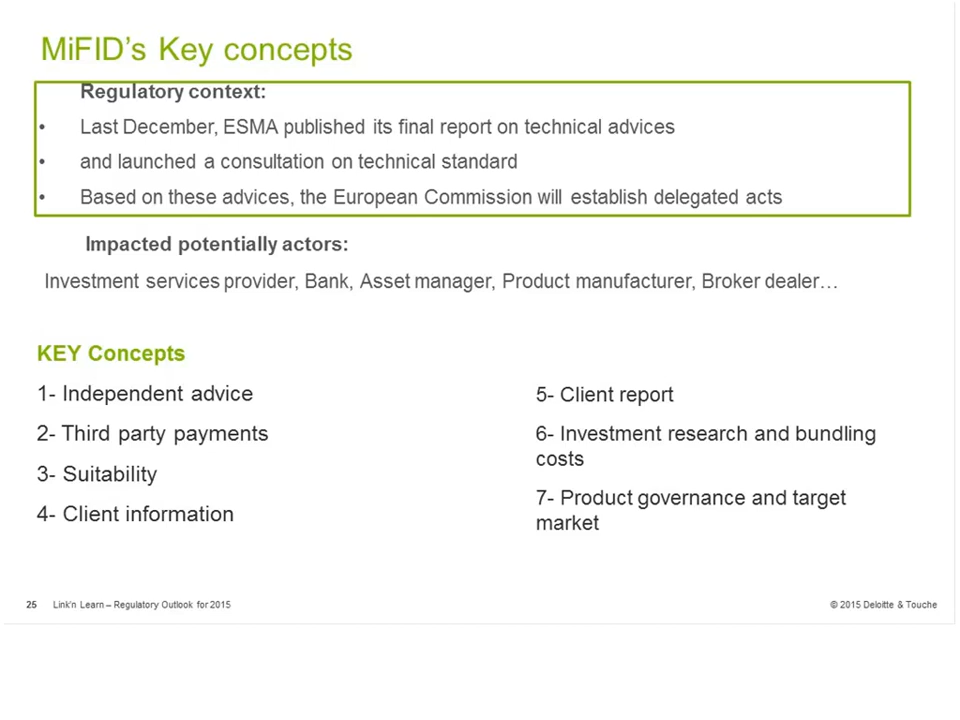 MiFID's Key concepts
Regulatory context:
• Last December, ESMA published its final report on technical advices
• and launched a consultation on technical standard
• Based on these advices, the European Commission will establish delegated acts
Impacted potentially actors:
Investment services provider, Bank, Asset manager, Product manufacturer, Broker dealer…
KEY Concepts
1- Independent advice
2- Third party payments
3- Suitability
4- Client information
5- Client report
6- Investment research and bundling
costs
7- Product governance and target
market
25 Link'n Learn – Regulatory Outlook for 2015
© 2015 Deloitte & Touche